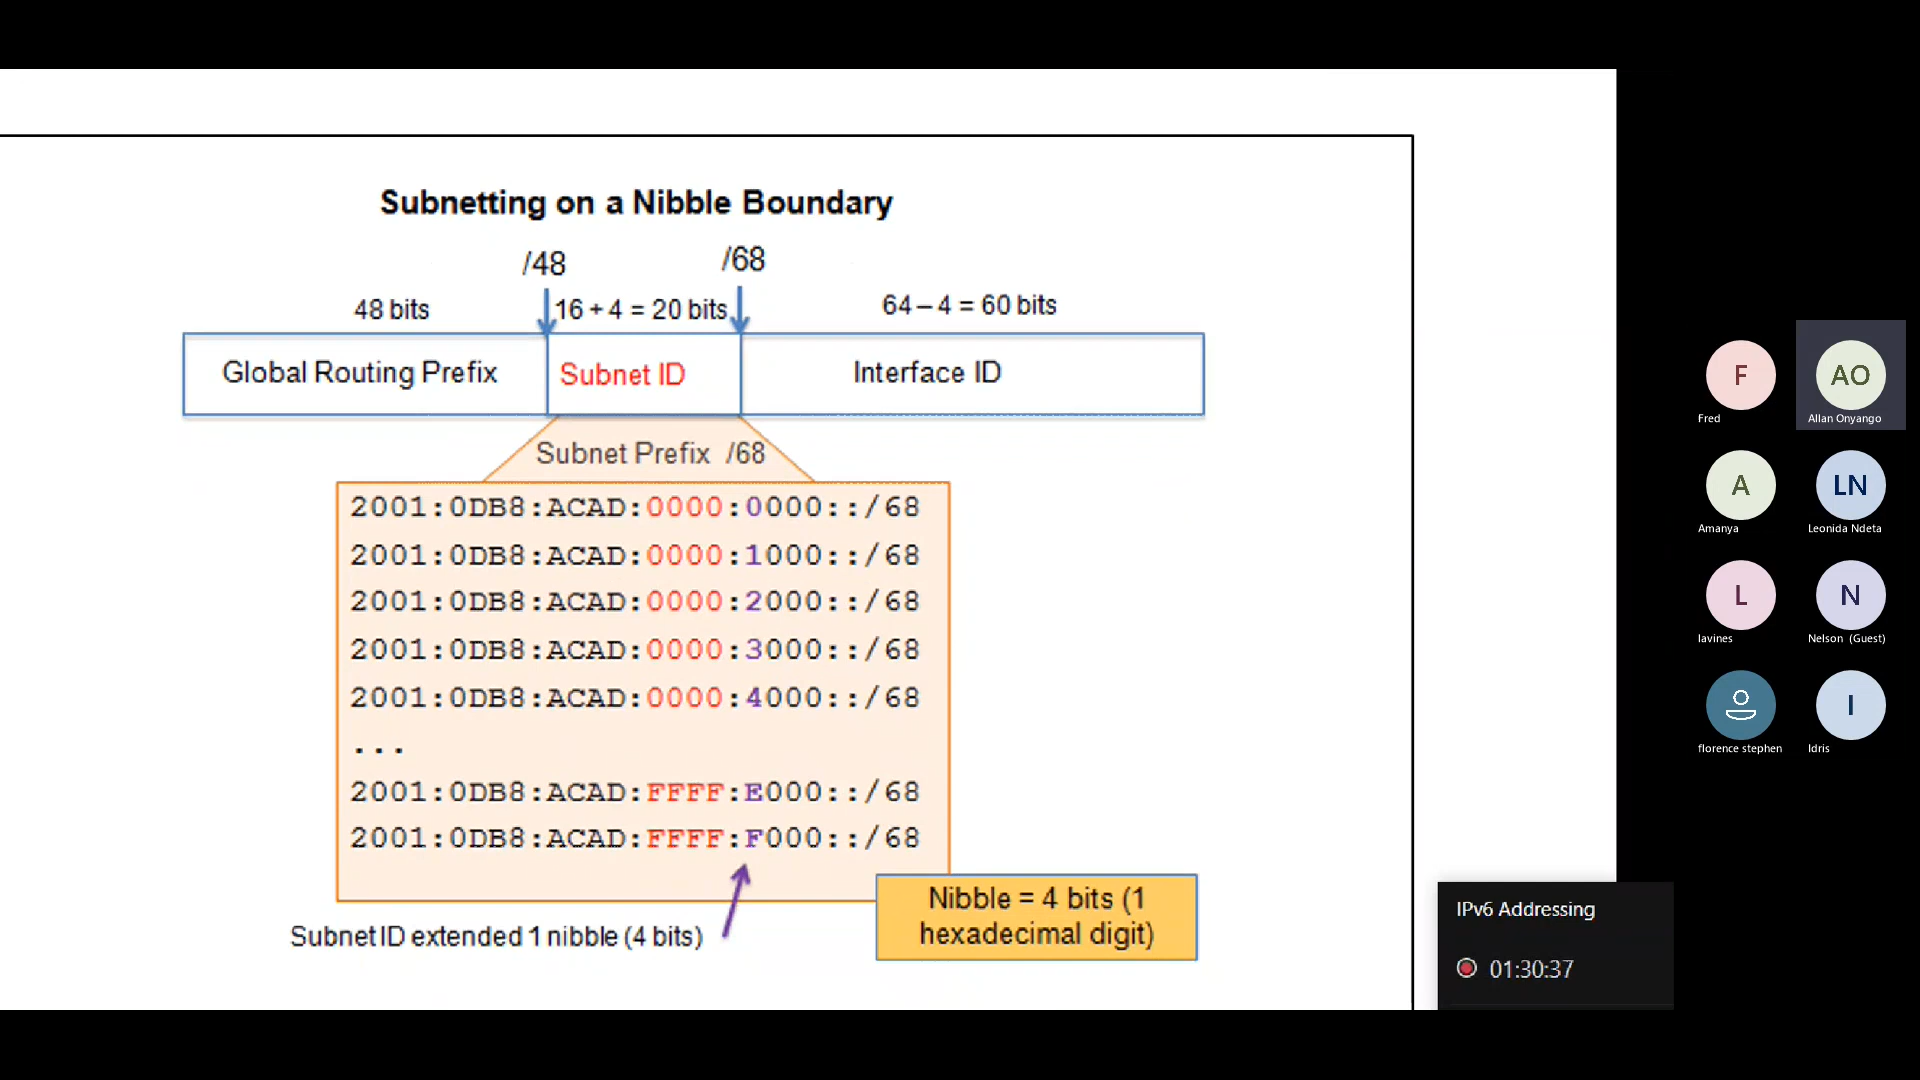 Subnetting on a Nibble Boundary
/48
/68
48 bits
16 + 4 = 20 bits
64 – 4 = 60 bits
Global Routing Prefix
Subnet ID
Interface ID
Subnet Prefix /68
2001:0DB8:ACAD:0000:0000::/68
2001:0DB8:ACAD:0000:1000::/68
2001:0DB8:ACAD:0000:2000::/68
2001:0DB8:ACAD:0000:3000::/68
2001:0DB8:ACAD:0000:4000::/68
...
2001:0DB8:ACAD:FFFF:E000::/68
2001:0DB8:ACAD:FFFF:F000::/68
Subnet ID extended 1 nibble (4 bits)
Nibble = 4 bits (1
hexadecimal digit)
F
Fred
AO
Allan Onyango
A
Amanya
LN
Leonida Ndeta
L
lavines
N
Nelson (Guest)
florence stephen
I
Idris
IPv6 Addressing
01:30:37